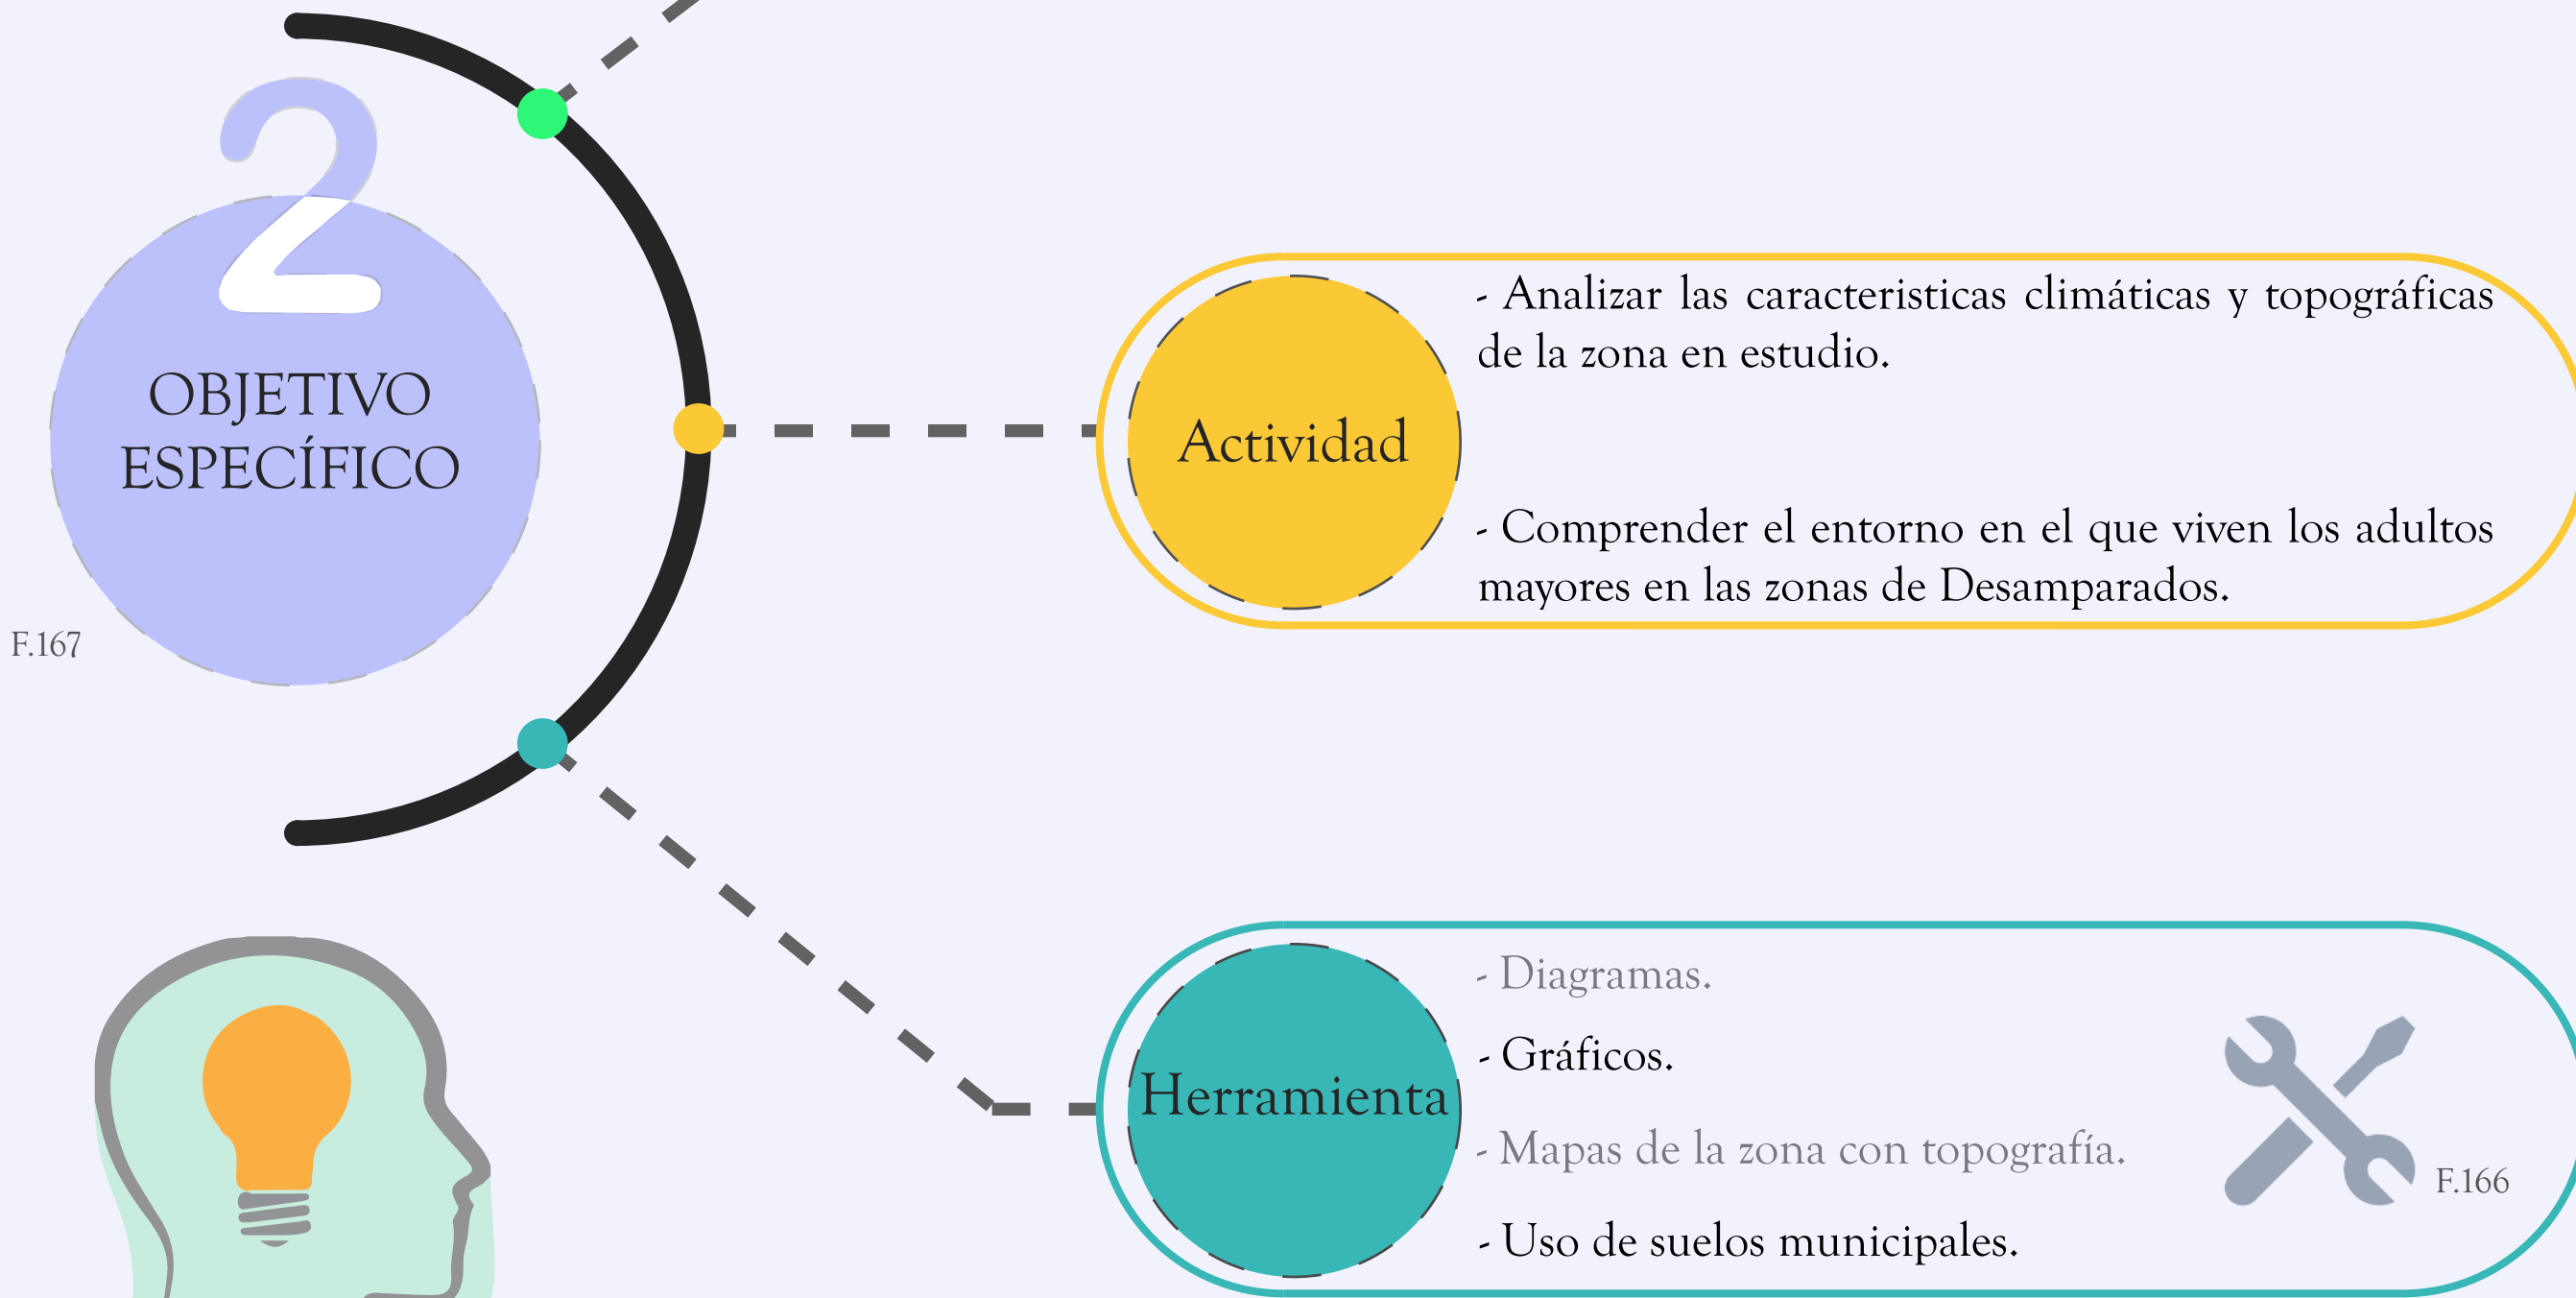 2
OBJETIVO
ESPECÍFICO
F.167
Actividad
- Analizar las caracteristicas climáticas y topográficas
de la zona en estudio.
- Comprender el entorno en el que viven los adultos
mayores en las zonas de Desamparados.
Herramienta
- Diagramas.
- Gráficos.
- Mapas de la zona con topografía.
- Uso de suelos municipales.
F.166